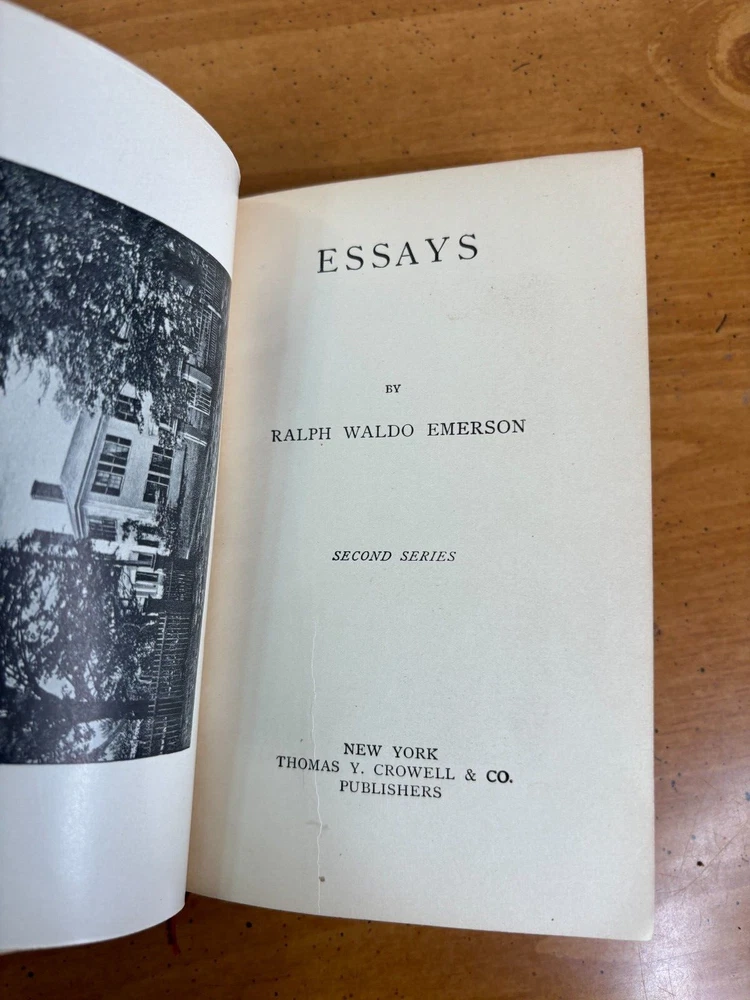 ESSAYS
BY
RALPH WALDO EMERSON
SECOND SERIES
NEW YORK
THOMAS Y. CROWELL & CO.
PUBLISHERS